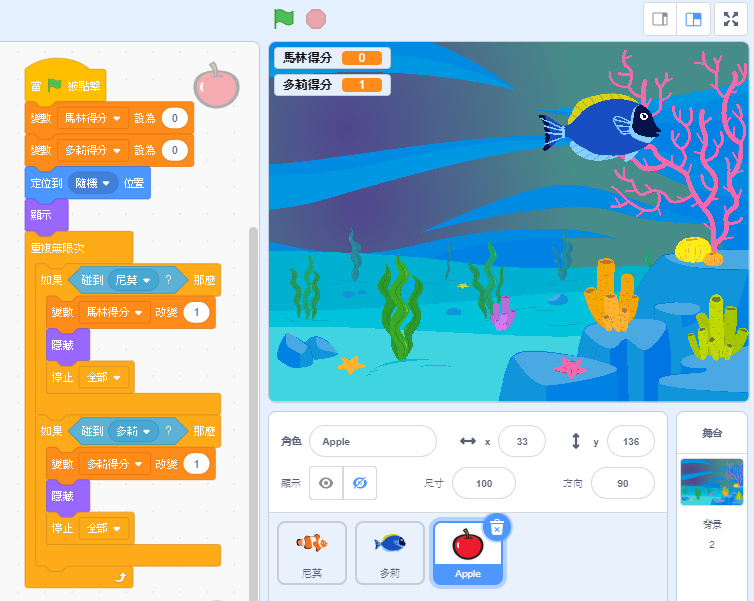 當 被點擊
變數 馬林得分 設為 0
變數 多莉得分 設為 0
定位到 隨機 位置
顯示
重複無限次
如果 碰到 尼莫 ? 那麼
變數 馬林得分 改變 1
隱藏
停止 全部
如果 碰到 多莉 ? 那麼
變數 多莉得分 改變 1
隱藏
停止 全部
馬林得分 0
多莉得分 1
角色 Apple x 33 y 136
顯示 尺寸 100 方向 90
尼莫
多莉
Apple
舞台
背景
2